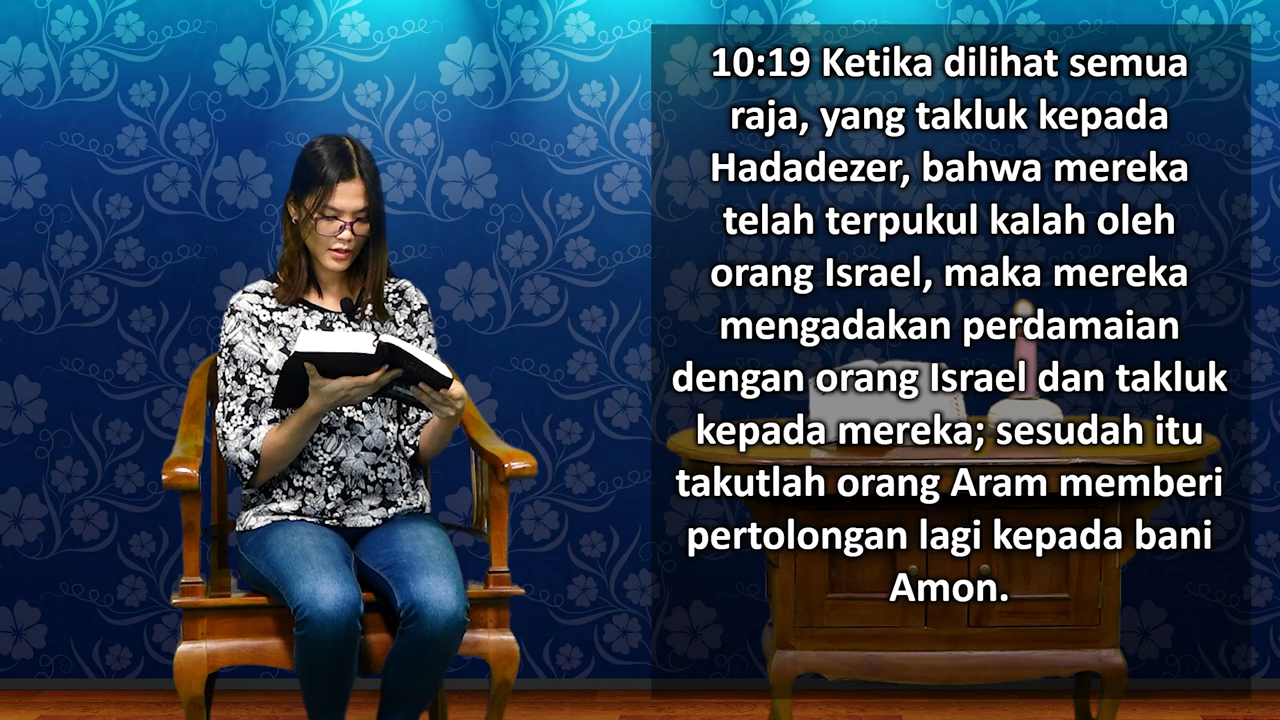 10:19 Ketika dilihat semua
raja, yang takluk kepada
Hadadezer, bahwa mereka
telah terpukul kalah oleh
orang Israel, maka mereka
mengadakan perdamaian
dengan orang Israel dan takluk
kepada mereka; sesudah itu
takutlah orang Aram memberi
pertolongan lagi kepada bani
Amon.